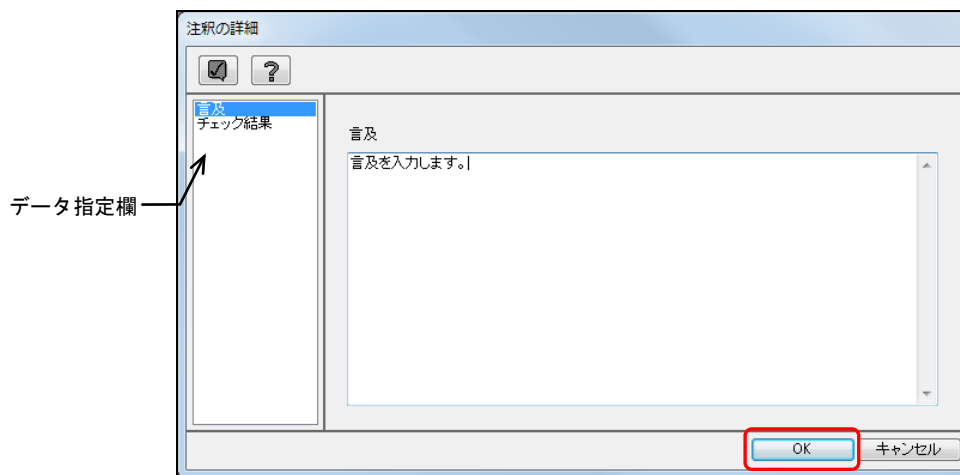 注釈の詳細
言及
チェック結果
言及
言及を入力します。
データ指定欄
OK
キャンセル